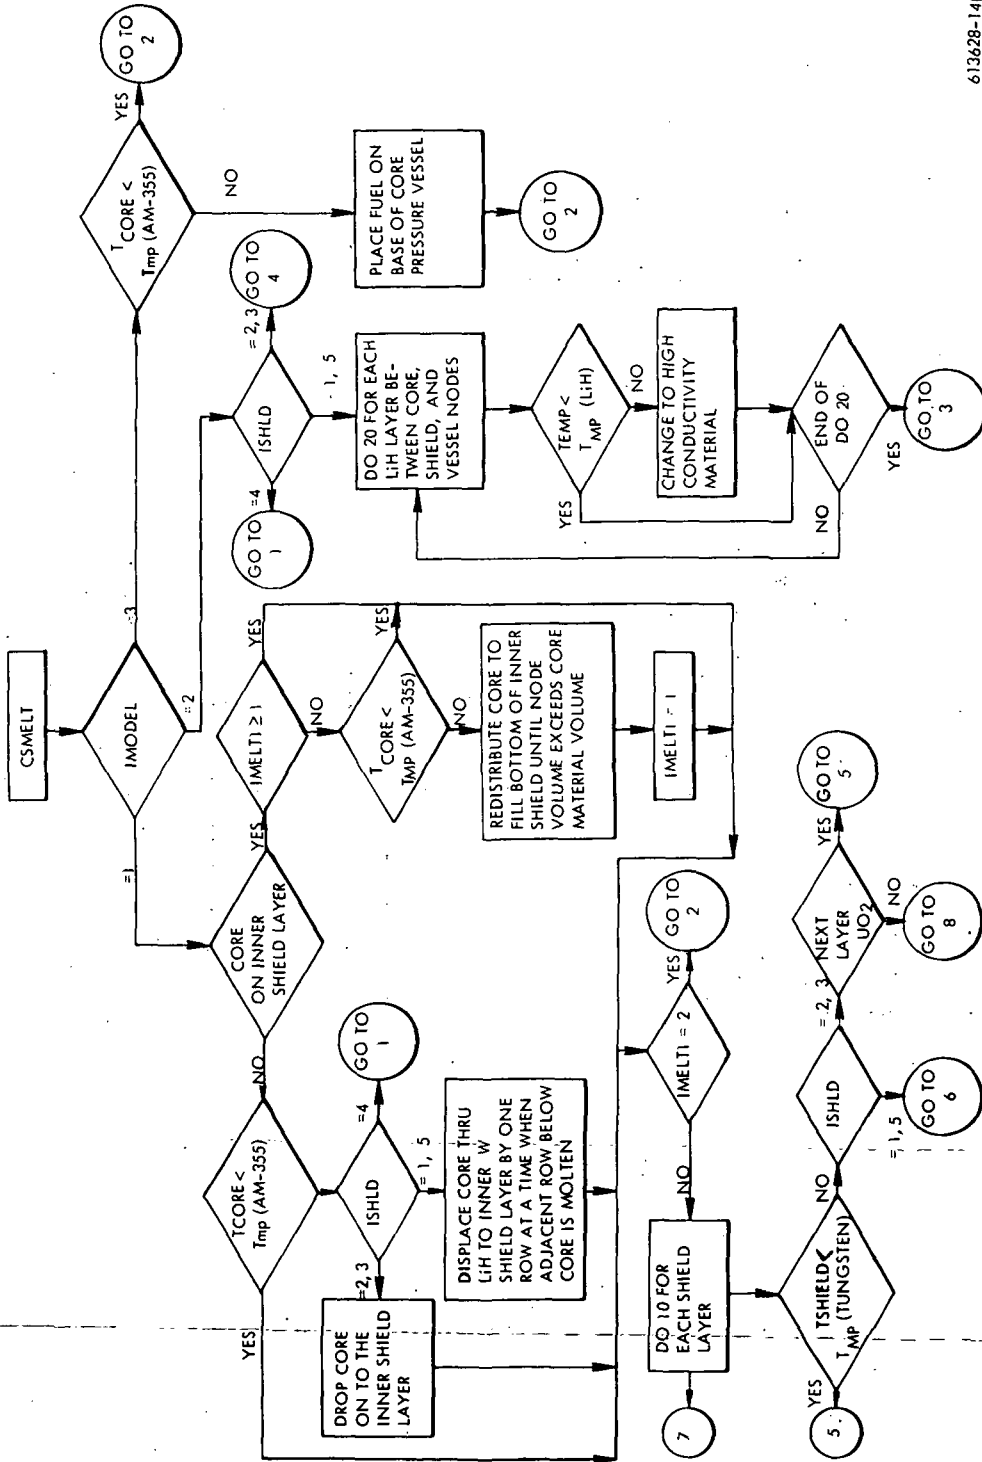 CSMELT
IMODEL
=1
=2
=3
CORE
ON INNER
SHIELD LAYER
YES
NO
IMELT1 ≥ 1
YES
NO
TCORE <
TMP (AM-355)
YES
NO
REDISTRIBUTE CORE TO
FILL BOTTOM OF INNER
SHIELD UNTIL NODE
VOLUME EXCEEDS CORE
MATERIAL VOLUME
IMELT1 = 1
TCORE <
Tmp (AM-355)
YES
ISHLD
=4
GO TO
1
=2, 3
= 1, 5
DROP CORE
ON TO THE
INNER SHIELD
LAYER
DISPLACE CORE THRU
LiH TO INNER W
SHIELD LAYER BY ONE
ROW AT A TIME WHEN
ADJACENT ROW BELOW
CORE IS MOLTEN
IMELT1 = 2
YES
GO TO
2
NO
DO 10 FOR
EACH SHIELD
LAYER
7
TSHIELD<
TMP (TUNGSTEN)
YES
5
NO
ISHLD
= 1, 5
GO TO
6
= 2, 3
NEXT
LAYER
UO2
YES
GO TO
5
NO
GO TO
8
ISHLD
=4
GO TO
1
= 2, 3
GO TO
4
1, 5
DO 20 FOR EACH
LiH LAYER BE-
TWEEN CORE,
SHIELD, AND
VESSEL NODES
TEMP<
TMP (LiH)
YES
NO
CHANGE TO HIGH
CONDUCTIVITY
MATERIAL
END OF
DO 20
NO
YES
GO TO
3
TCORE <
Tmp (AM-355)
YES
GO TO
2
NO
PLACE FUEL ON
BASE OF CORE
PRESSURE VESSEL
GO TO
2